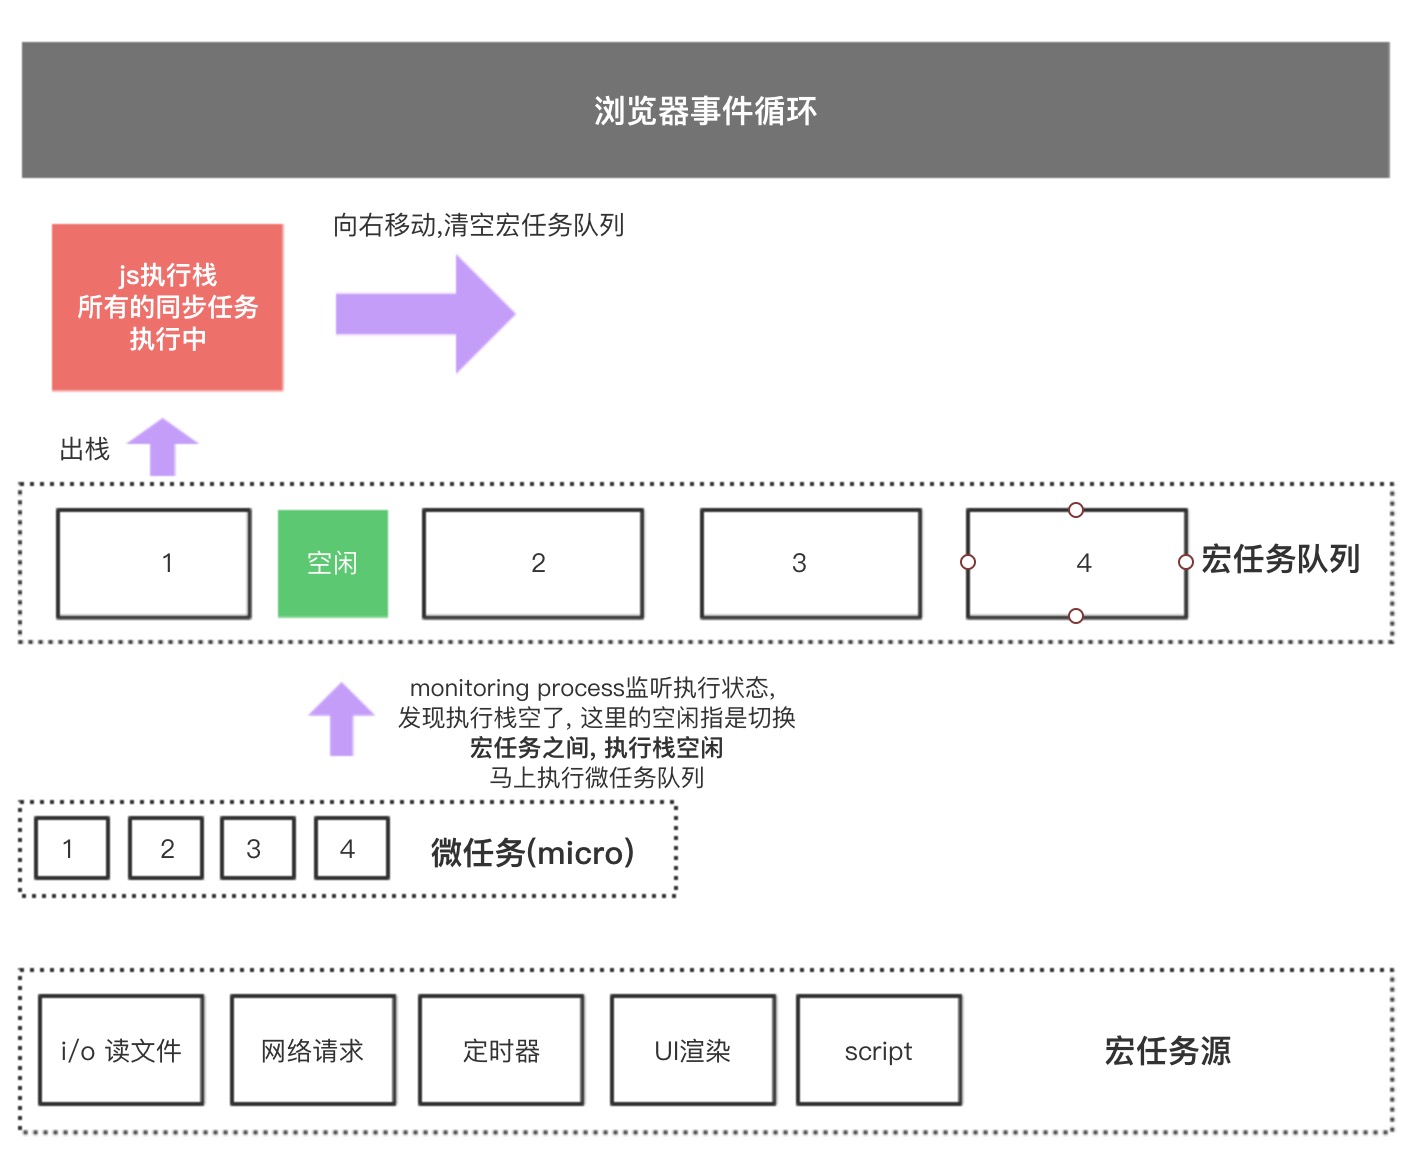 浏览器事件循环
向右移动,清空宏任务队列
js执行栈
所有的同步任务
执行中
出栈
1
空闲
2
3
4
宏任务队列
monitoring process监听执行状态,
发现执行栈空了, 这里的空闲指是切换
宏任务之间, 执行栈空闲
马上执行微任务队列
1
2
3
4
微任务(micro)
i/o 读文件
网络请求
定时器
UI渲染
script
宏任务源